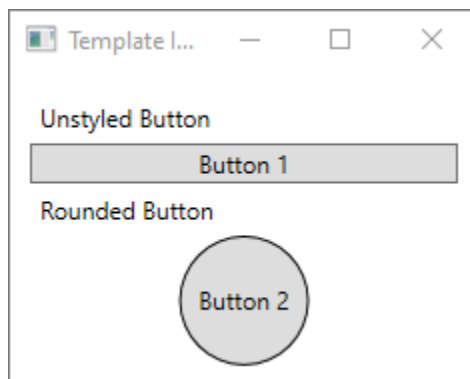 Template I...
Unstyled Button
Button 1
Rounded Button
Button 2